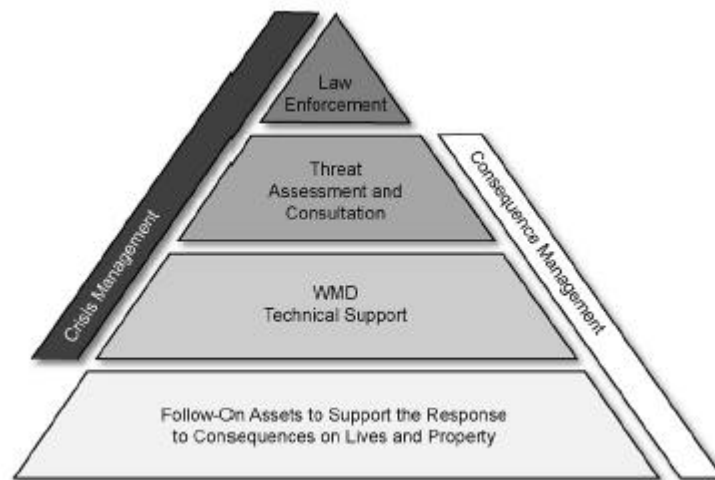 Law
Enforcement
Threat
Assessment and
Consultation
WMD
Technical Support
Follow-On Assets to Support the Response
to Consequences on Lives and Property
Crisis Management
Consequence Management